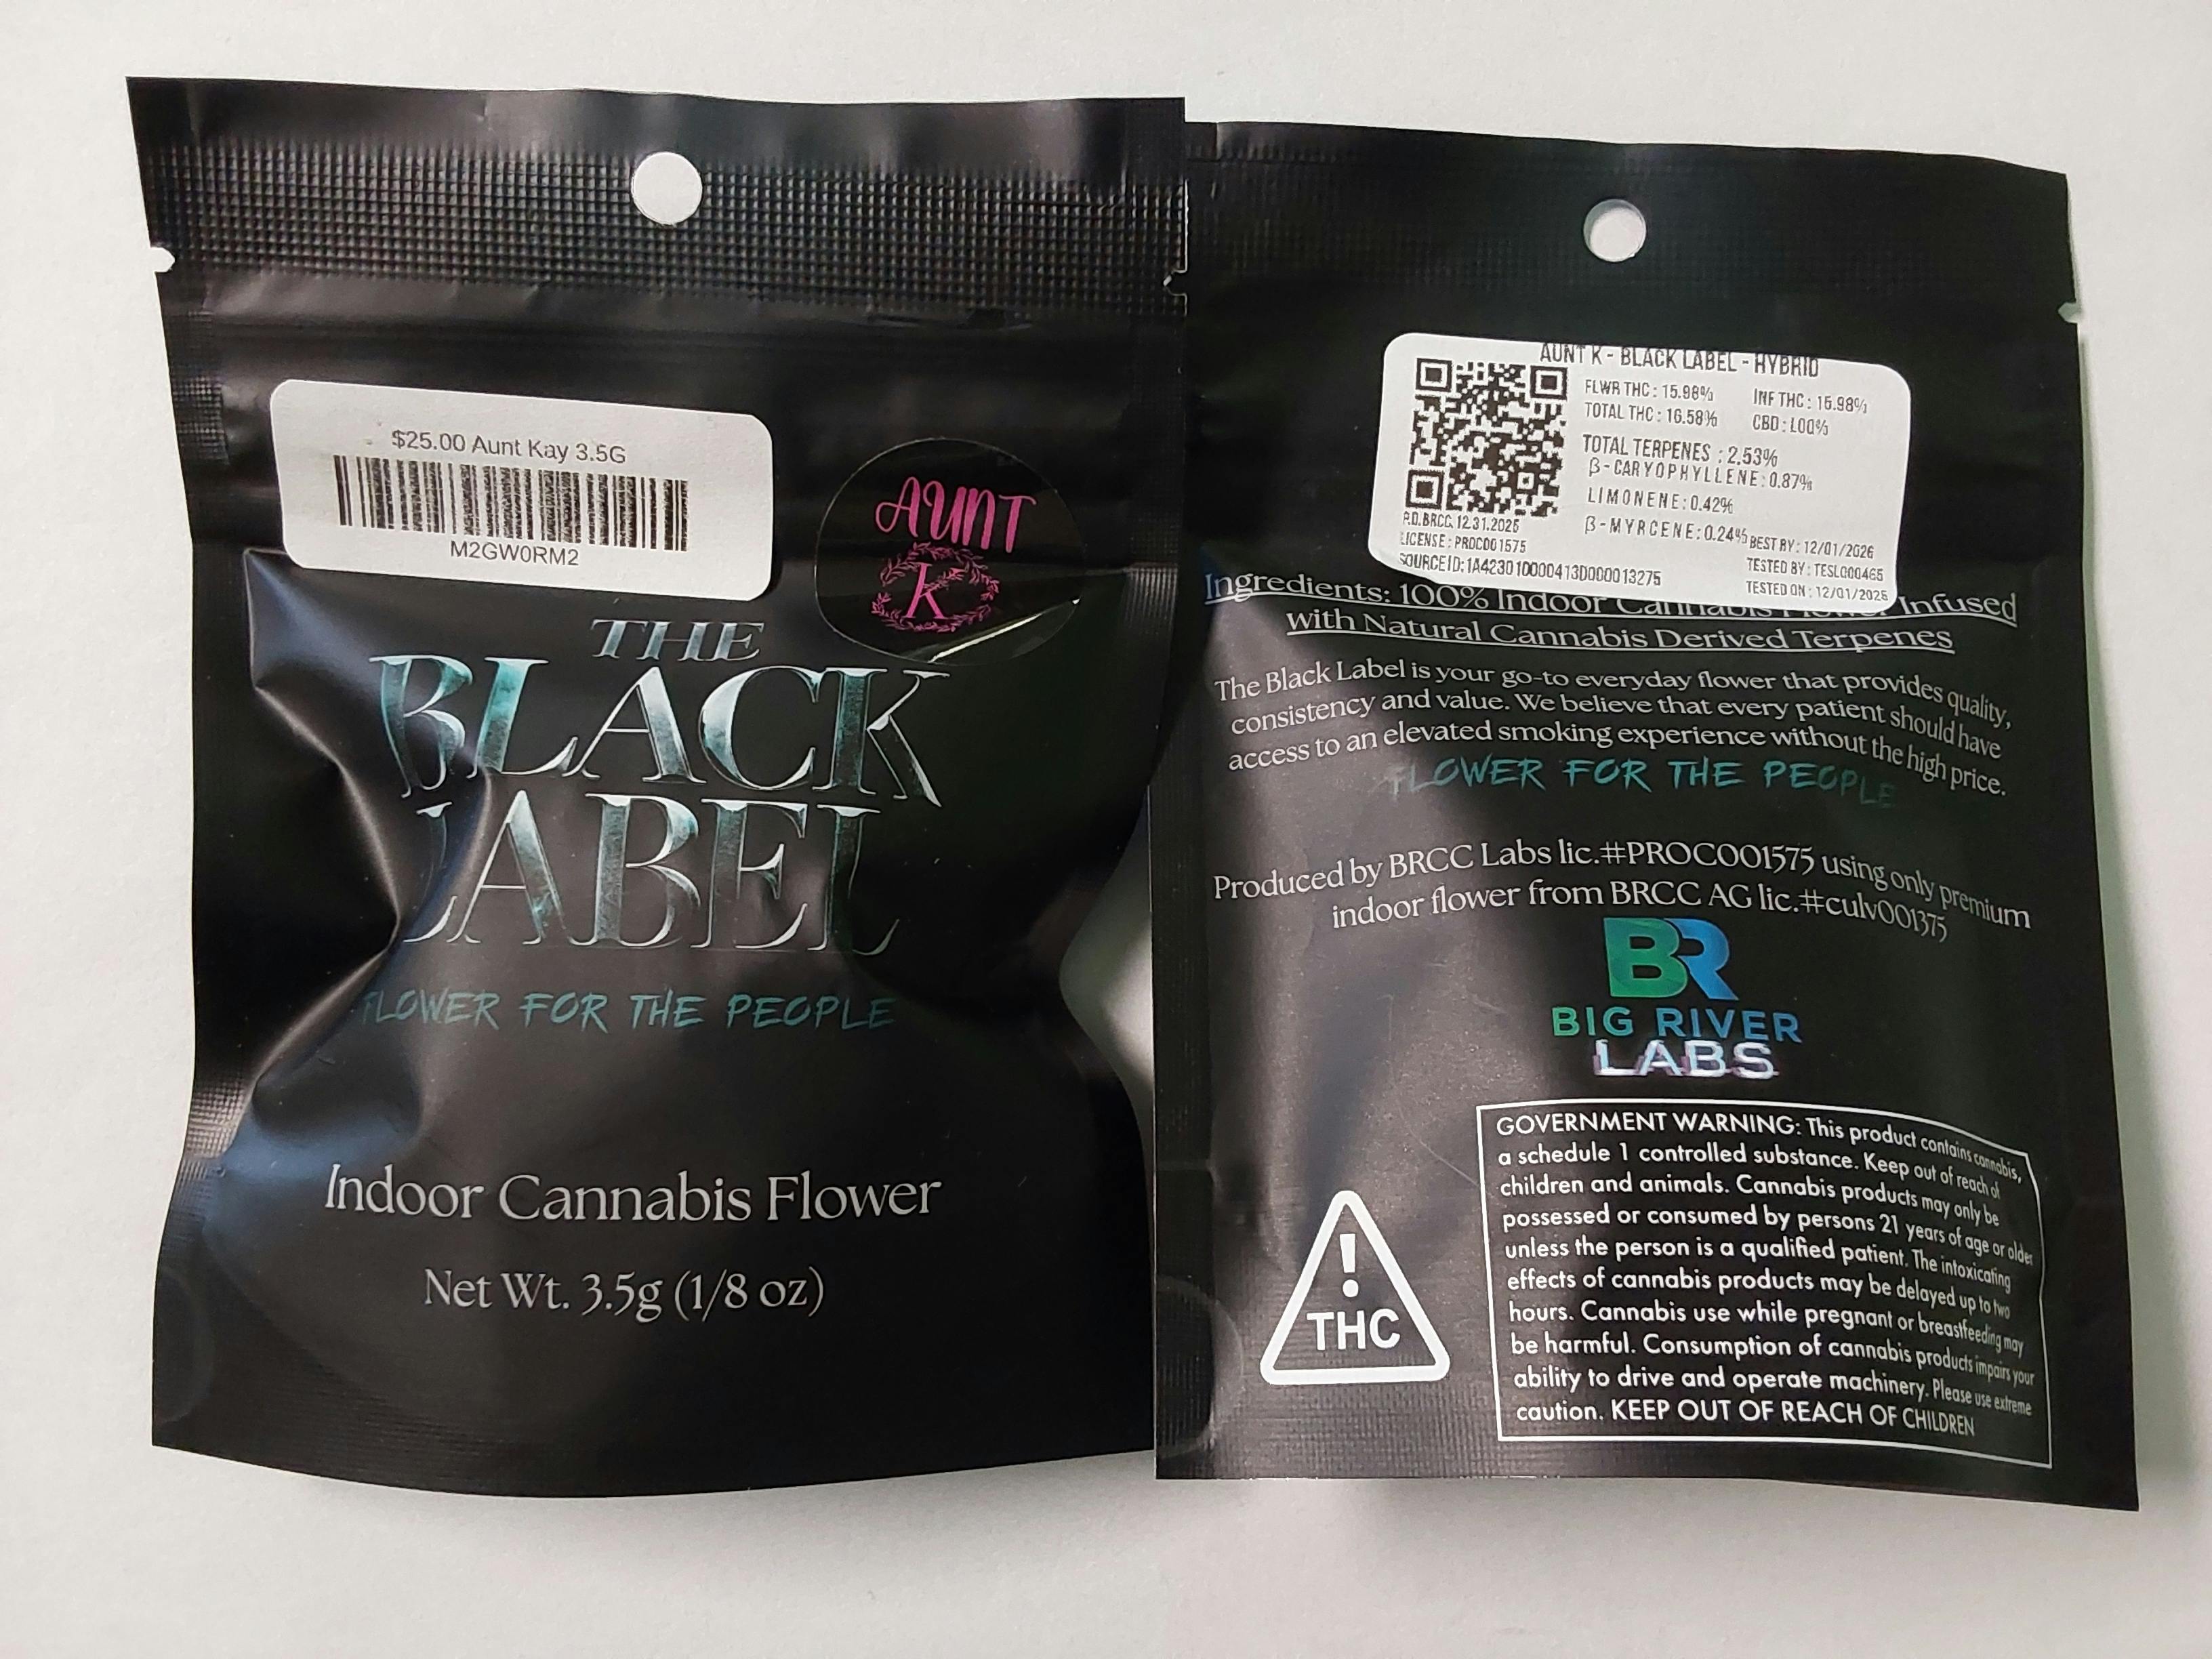 $25.00 Aunt Kay 3.5G
M2GW0RM2
AUNT
K
THE
BLACK
LABEL
FLOWER FOR THE PEOPLE
Indoor Cannabis Flower
Net Wt. 3.5g (1/8 oz)
AUNT K - BLACK LABEL - HYBRID
FLWR THC : 15.98% INF THC : 15.98%
TOTAL THC : 16.58% CBD : LOQ%
TOTAL TERPENES : 2.53%
β-CARYOPHYLLENE: 0.87%
LIMONENE: 0.42%
β-MYRCENE: 0.24%
P.D.BRCC. 12.31.2025
LICENSE : PROC001575
SOURCEID: 1A423010000413D000013275
BEST BY : 12/01/2026
TESTED BY : TESL000465
TESTED ON : 12/01/2025
Ingredients: 100% Indoor Cannabis Flower Infused
with Natural Cannabis Derived Terpenes
The Black Label is your go-to everyday flower that provides quality,
consistency and value. We believe that every patient should have
access to an elevated smoking experience without the high price.
FLOWER FOR THE PEOPLE
Produced by BRCC Labs lic.#PROC001575 using only premium
indoor flower from BRCC AG lic.#culv001375
BR
BIG RIVER
LABS
THC
GOVERNMENT WARNING: This product contains cannabis,
a schedule 1 controlled substance. Keep out of reach of
children and animals. Cannabis products may only be
possessed or consumed by persons 21 years of age or older
unless the person is a qualified patient. The intoxicating
effects of cannabis products may be delayed up to two
hours. Cannabis use while pregnant or breastfeeding may
be harmful. Consumption of cannabis products impairs your
ability to drive and operate machinery. Please use extreme
caution. KEEP OUT OF REACH OF CHILDREN